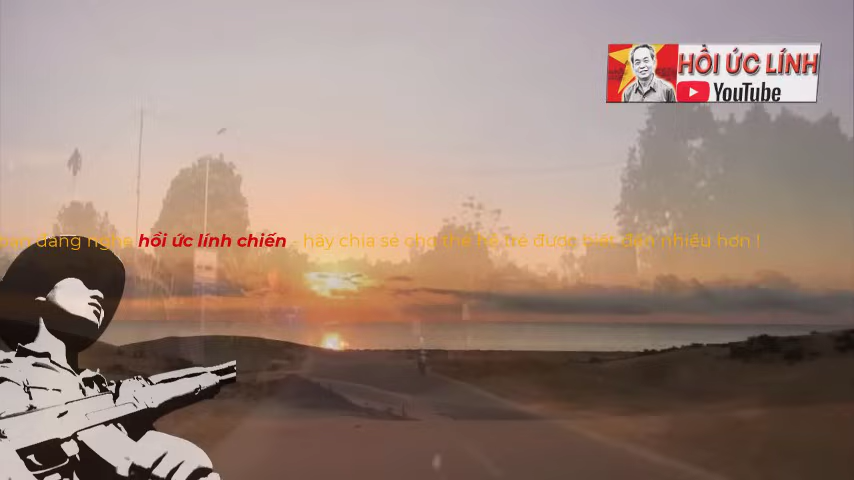 HỒI ỨC LÍNH
YouTube
bạn đang nghe hồi ức lính chiến - hãy chia sẻ cho thế hệ trẻ được biết đến nhiều hơn !